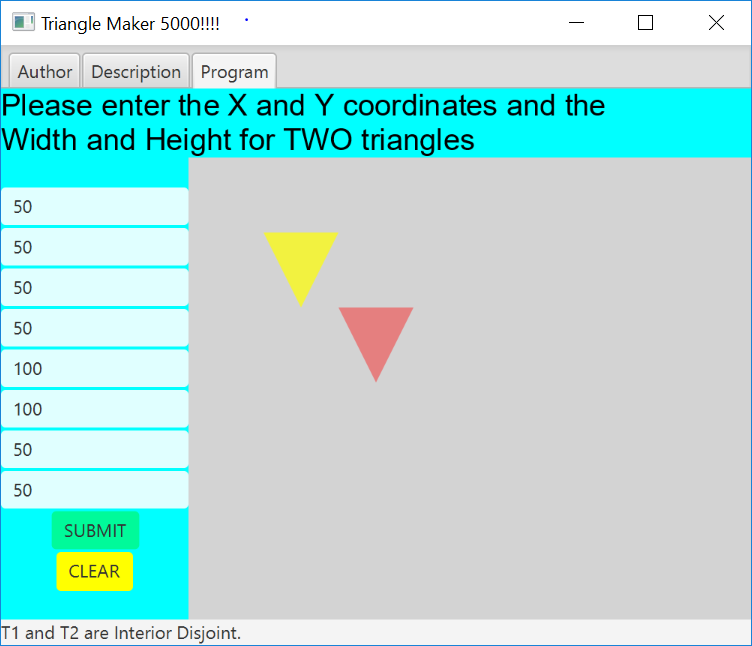 Triangle Maker 5000!!!!
Author Description Program
Please enter the X and Y coordinates and the
Width and Height for TWO triangles
50
50
50
50
100
100
50
50
SUBMIT
CLEAR
T1 and T2 are Interior Disjoint.